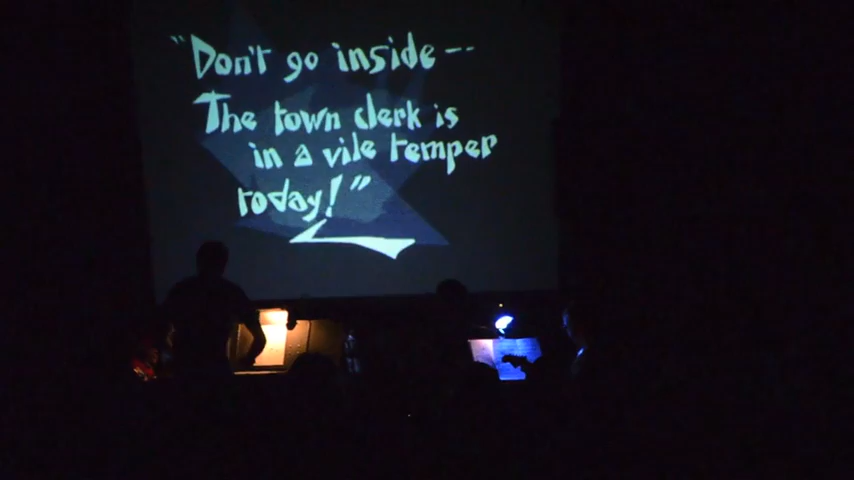 "Don't go inside--
The town clerk is
in a vile temper
today!"